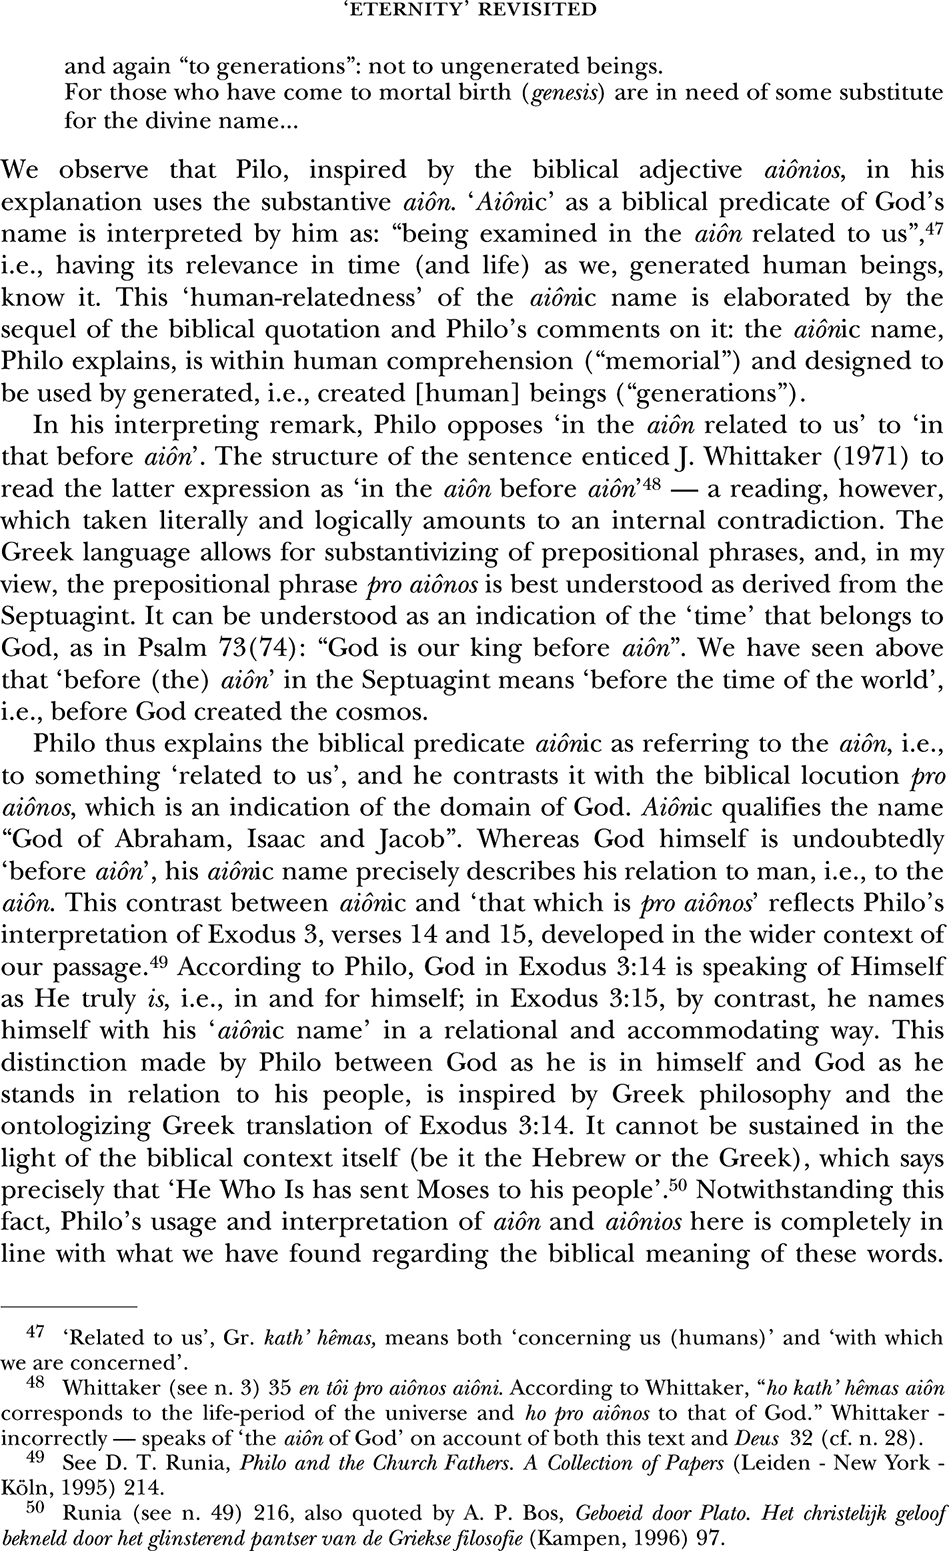 ‘ETERNITY’ REVISITED
and again “to generations”: not to ungenerated beings.
For those who have come to mortal birth (genesis) are in need of some substitute
for the divine name...
We observe that Pilo, inspired by the biblical adjective aiônios, in his
explanation uses the substantive aiôn. ‘Aiônic’ as a biblical predicate of God’s
name is interpreted by him as: “being examined in the aiôn related to us”,47
i.e., having its relevance in time (and life) as we, generated human beings,
know it. This ‘human-relatedness’ of the aiônic name is elaborated by the
sequel of the biblical quotation and Philo’s comments on it: the aiônic name,
Philo explains, is within human comprehension (“memorial”) and designed to
be used by generated, i.e., created [human] beings (“generations”).
In his interpreting remark, Philo opposes ‘in the aiôn related to us’ to ‘in
that before aiôn’. The structure of the sentence enticed J. Whittaker (1971) to
read the latter expression as ‘in the aiôn before aiôn’48 — a reading, however,
which taken literally and logically amounts to an internal contradiction. The
Greek language allows for substantivizing of prepositional phrases, and, in my
view, the prepositional phrase pro aiônos is best understood as derived from the
Septuagint. It can be understood as an indication of the ‘time’ that belongs to
God, as in Psalm 73(74): “God is our king before aiôn”. We have seen above
that ‘before (the) aiôn’ in the Septuagint means ‘before the time of the world’,
i.e., before God created the cosmos.
Philo thus explains the biblical predicate aiônic as referring to the aiôn, i.e.,
to something ‘related to us’, and he contrasts it with the biblical locution pro
aiônos, which is an indication of the domain of God. Aiônic qualifies the name
“God of Abraham, Isaac and Jacob”. Whereas God himself is undoubtedly
‘before aiôn’, his aiônic name precisely describes his relation to man, i.e., to the
aiôn. This contrast between aiônic and ‘that which is pro aiônos’ reflects Philo’s
interpretation of Exodus 3, verses 14 and 15, developed in the wider context of
our passage.49 According to Philo, God in Exodus 3:14 is speaking of Himself
as He truly is, i.e., in and for himself; in Exodus 3:15, by contrast, he names
himself with his ‘aiônic name’ in a relational and accommodating way. This
distinction made by Philo between God as he is in himself and God as he
stands in relation to his people, is inspired by Greek philosophy and the
ontologizing Greek translation of Exodus 3:14. It cannot be sustained in the
light of the biblical context itself (be it the Hebrew or the Greek), which says
precisely that ‘He Who Is has sent Moses to his people’.50 Notwithstanding this
fact, Philo’s usage and interpretation of aiôn and aiônios here is completely in
line with what we have found regarding the biblical meaning of these words.
47 ‘Related to us’, Gr. kath’ hêmas, means both ‘concerning us (humans)’ and ‘with which
we are concerned’.
48 Whittaker (see n. 3) 35 en tôi pro aiônos aiôni. According to Whittaker, “ho kath’ hêmas aiôn
corresponds to the life-period of the universe and ho pro aiônos to that of God.” Whittaker -
incorrectly — speaks of ‘the aiôn of God’ on account of both this text and Deus 32 (cf. n. 28).
49 See D. T. Runia, Philo and the Church Fathers. A Collection of Papers (Leiden - New York -
Köln, 1995) 214.
50 Runia (see n. 49) 216, also quoted by A. P. Bos, Geboeid door Plato. Het christelijk geloof
bekneld door het glinsterend pantser van de Griekse filosofie (Kampen, 1996) 97.